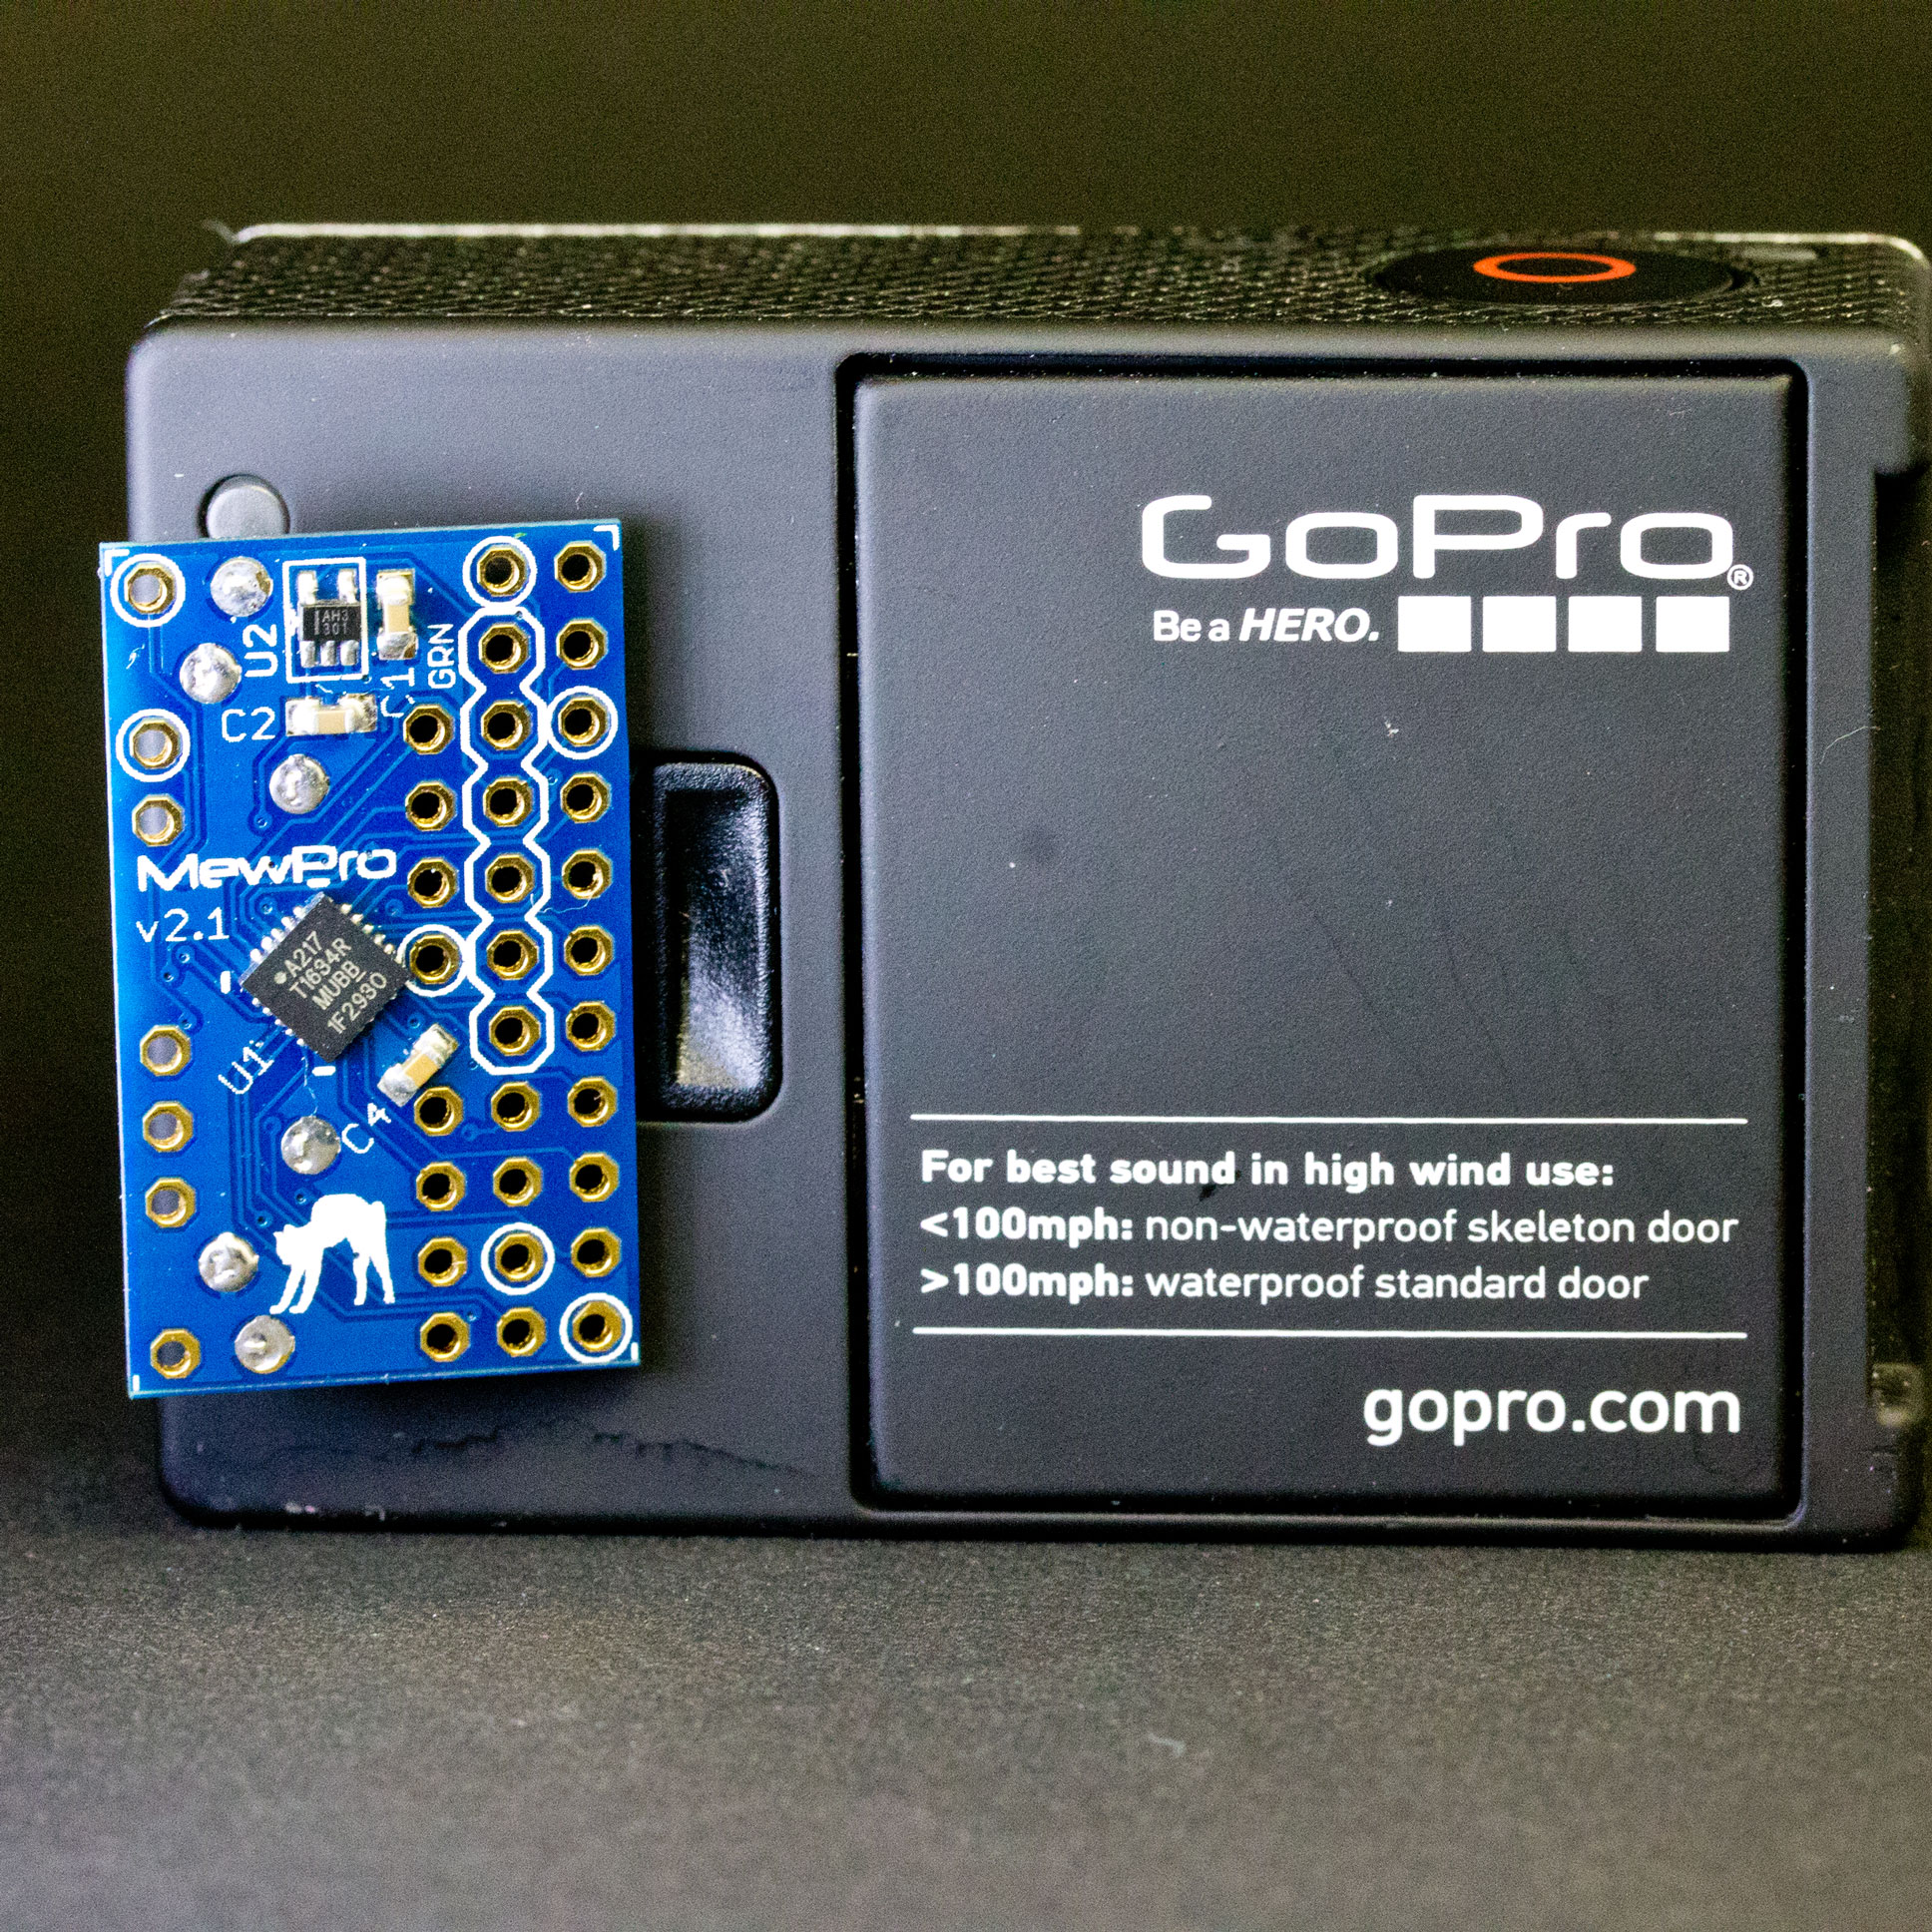 GoPro®
Be a HERO.
For best sound in high wind use:
<100mph: non-waterproof skeleton door
>100mph: waterproof standard door
gopro.com
U2
AH3
301
C1
GRN
C2
MewPro
v2.1
A217
T1694R
MUBB
1F2930
U1
C4